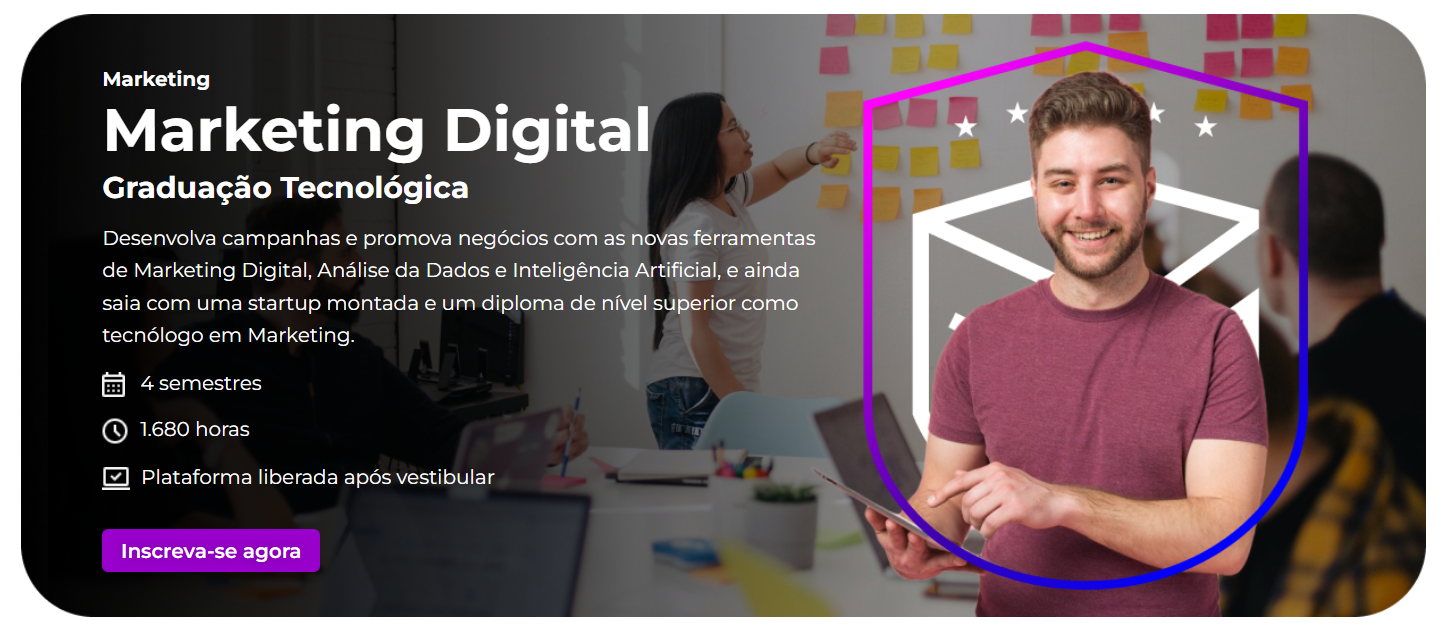 Marketing
Marketing Digital
Graduação Tecnológica
Desenvolva campanhas e promova negócios com as novas ferramentas
de Marketing Digital, Análise da Dados e Inteligência Artificial, e ainda
saia com uma startup montada e um diploma de nível superior como
tecnólogo em Marketing.
4 semestres
1.680 horas
Plataforma liberada após vestibular
Inscreva-se agora